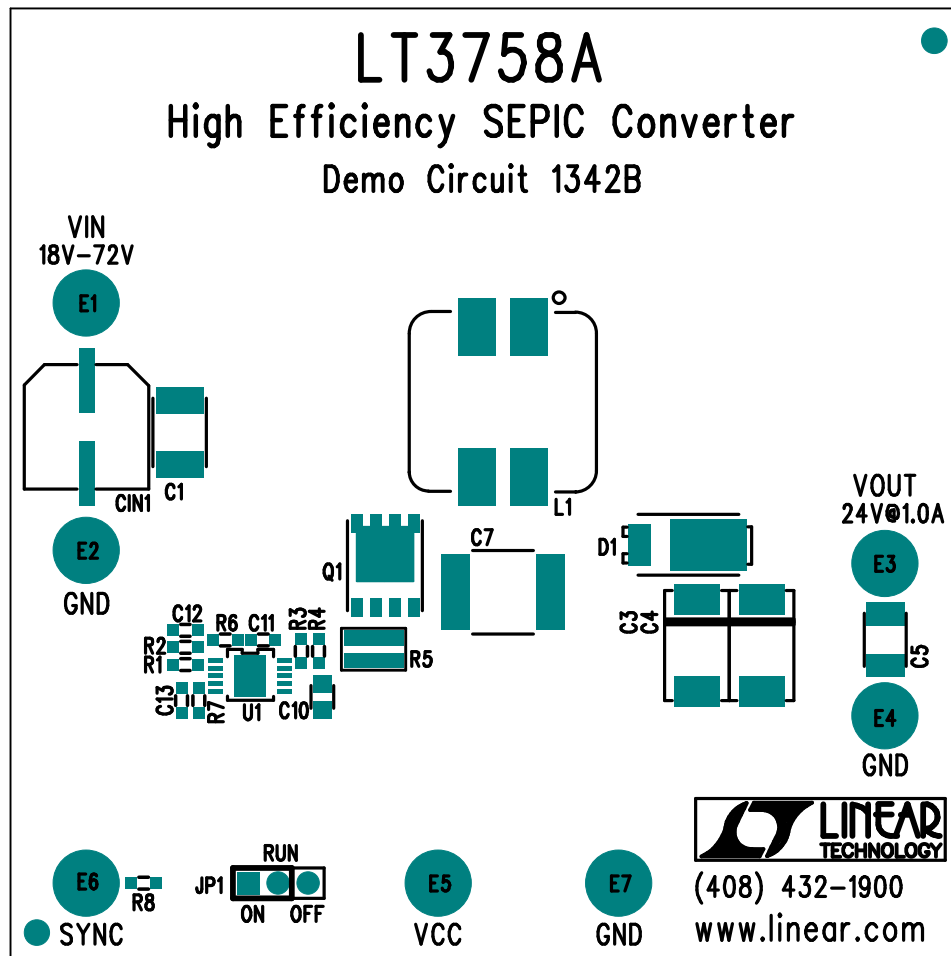 LT3758A
High Efficiency SEPIC Converter
Demo Circuit 1342B
VIN
18V-72V
E1
CIN1
C1
E2
GND
L1
VOUT
24V@1.0A
E3
C7
D1
Q1
C12
R6
C11
R3
R4
R2
R1
R5
C3
C4
C5
C13
R7
U1
C10
E4
GND
LINEAR
TECHNOLOGY
(408) 432-1900
www.linear.com
E6
R8
SYNC
RUN
JP1
ON
OFF
E5
VCC
E7
GND